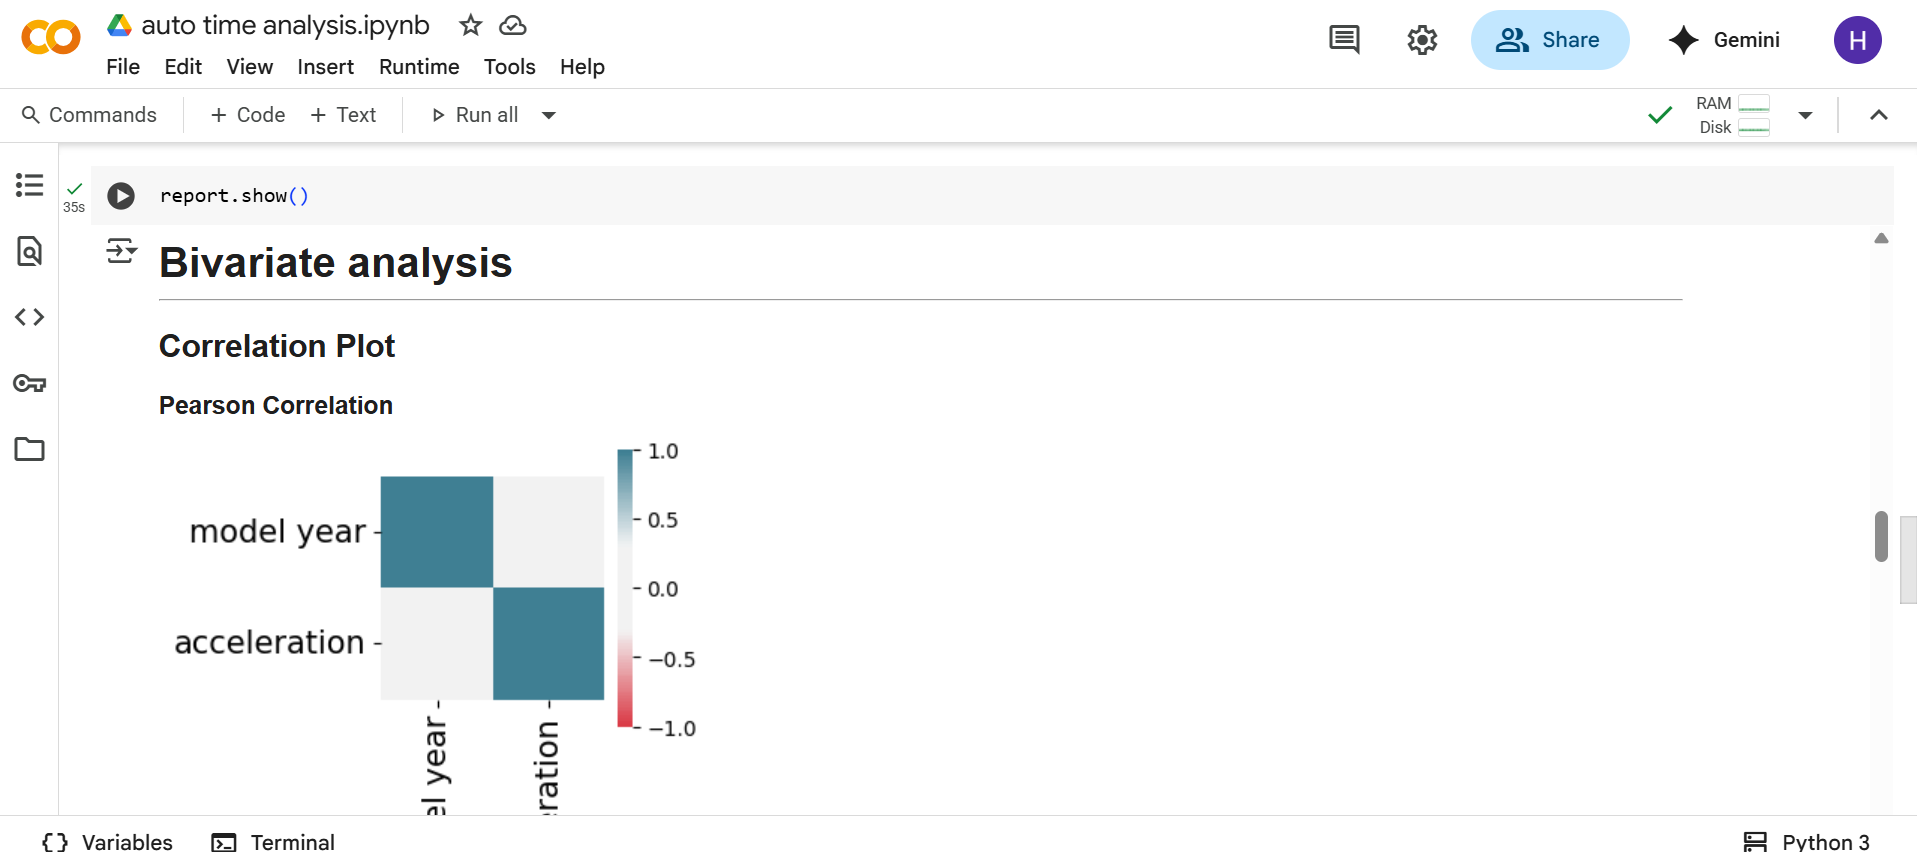 auto time analysis.ipynb
File Edit View Insert Runtime Tools Help
Share
Gemini
H
Commands
+ Code + Text
Run all
RAM
Disk
35s
report.show()
Bivariate analysis
Correlation Plot
Pearson Correlation
model year
acceleration
1.0
0.5
0.0
−0.5
−1.0
el year
eration
Variables
Terminal
Python 3